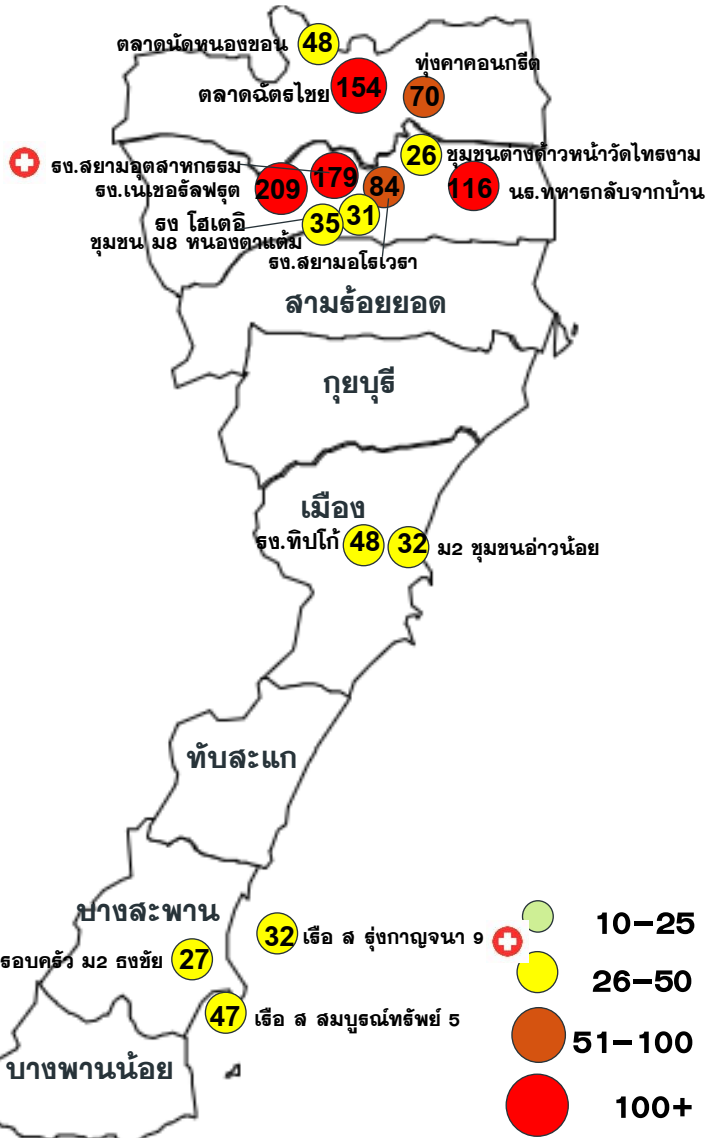 ตลาดนัดหนองขอน 48
ทุ่งคาคอนกรีต
ตลาดฉัตรไชย 154
70
26 ชุมชนต่างด้าวหน้าวัดไทรงาม
รง.สยามอุตสาหกรรม 179
รง.เนเชอรัลฟรุต 209
84
116 นร.ทหารกลับจากบ้าน
รง โฮเตอิ 35 31
ชุมชน ม8 หนองตาแต้ม
รง.สยามอโรเวรา
สามร้อยยอด
กุยบุรี
เมือง
รง.ทิปโก้ 48 32 ม2 ชุมชนอ่าวน้อย
ทับสะแก
บางสะพาน
32 เรือ ส รุ่งกาญจนา 9
รอบครัว ม2 ธงชัย 27
47 เรือ ส สมบูรณ์ทรัพย์ 5
บางพานน้อย
10-25
26-50
51-100
100+